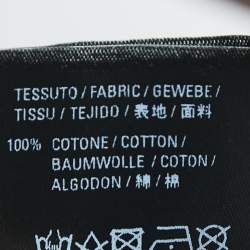 TESSUTO / FABRIC / GEWEBE /
TISSU / TEJIDO / 表地 / 面料
100% COTONE / COTTON /
BAUMWOLLE / COTON /
ALGODON / 綿 / 棉